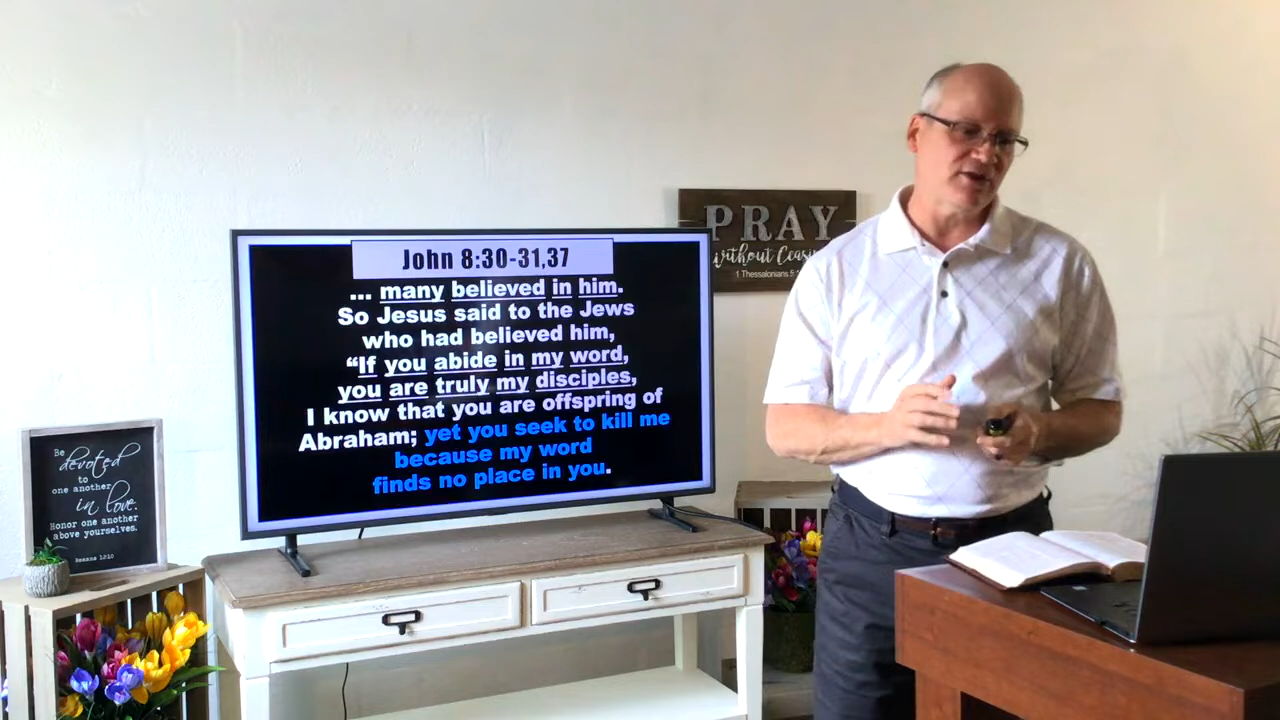 John 8:30-31,37
... many believed in him.
So Jesus said to the Jews
who had believed him,
“If you abide in my word,
you are truly my disciples,
I know that you are offspring of
Abraham; yet you seek to kill me
because my word
finds no place in you.
PRAY
without
1 Thessalonians
Be
devoted
to
one another
in love.
Honor one another
above yourselves.
12:10